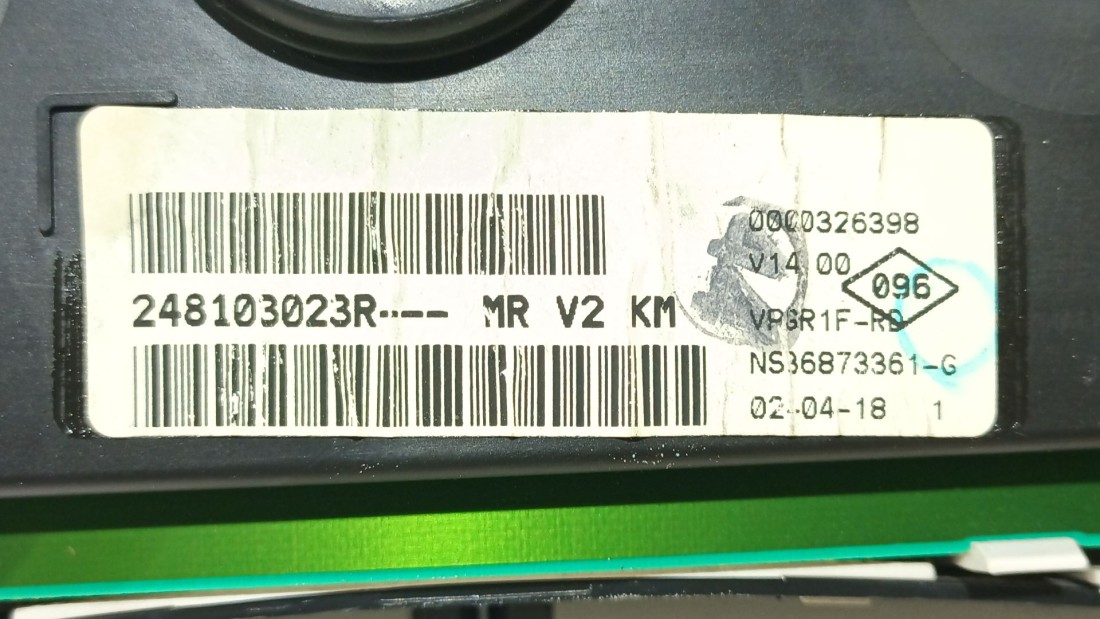 248103023R---- MR V2 KM
0000326398
V14 00
096
VPGR1F-RD
NS36873361-G
02-04-18 1